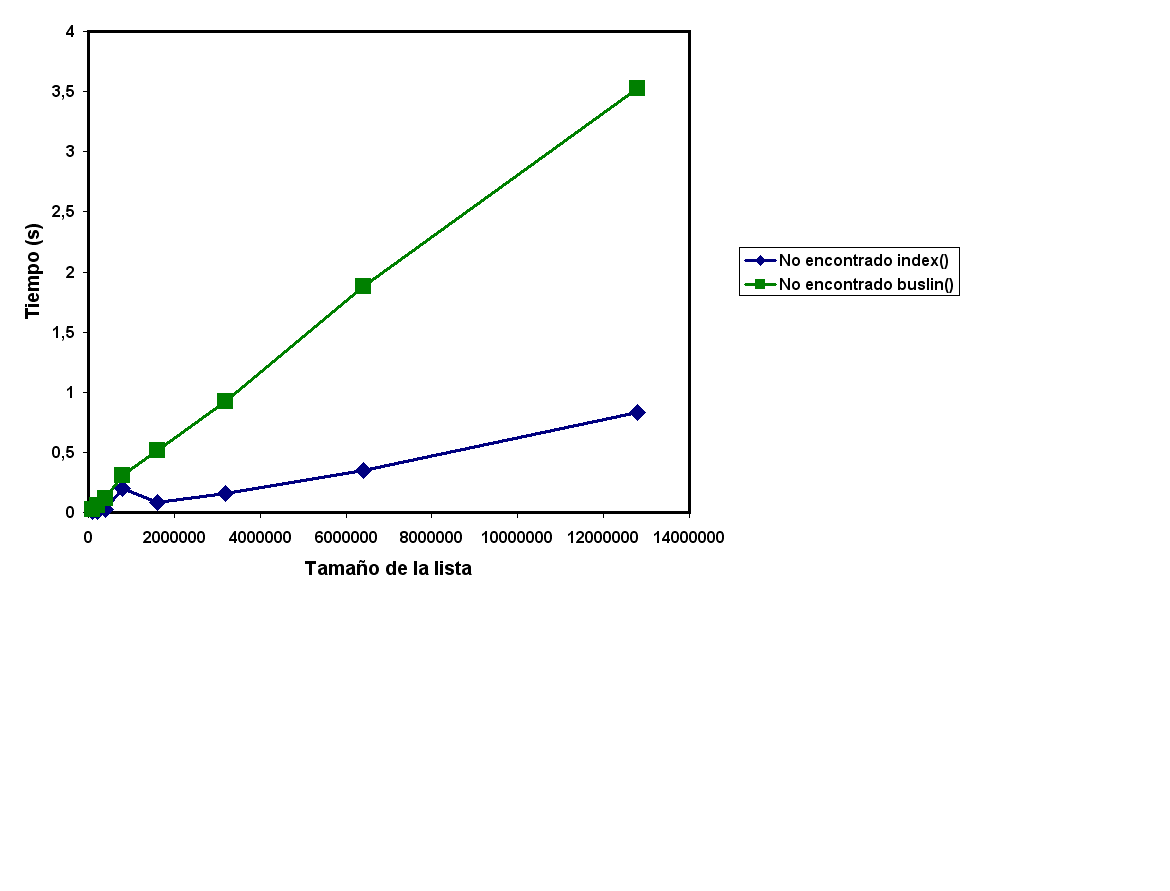 4
3,5
3
2,5
2
1,5
1
0,5
0
Tiempo (s)
0 2000000 4000000 6000000 8000000 10000000 12000000 14000000
Tamaño de la lista
No encontrado index()
No encontrado buslin()